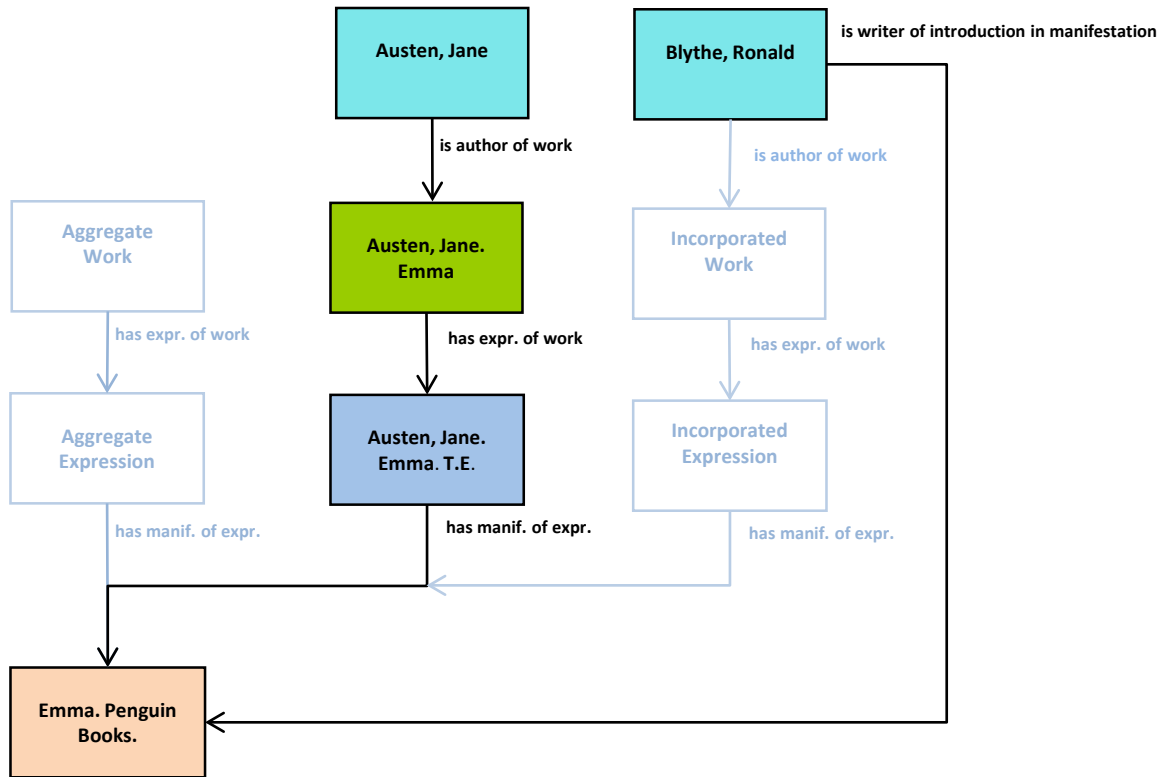 is writer of introduction in manifestation
Austen, Jane
Blythe, Ronald
is author of work
is author of work
Aggregate
Work
Austen, Jane.
Emma
Incorporated
Work
has expr. of work
has expr. of work
has expr. of work
Aggregate
Expression
Austen, Jane.
Emma. T.E.
Incorporated
Expression
has manif. of expr.
has manif. of expr.
has manif. of expr.
Emma. Penguin
Books.